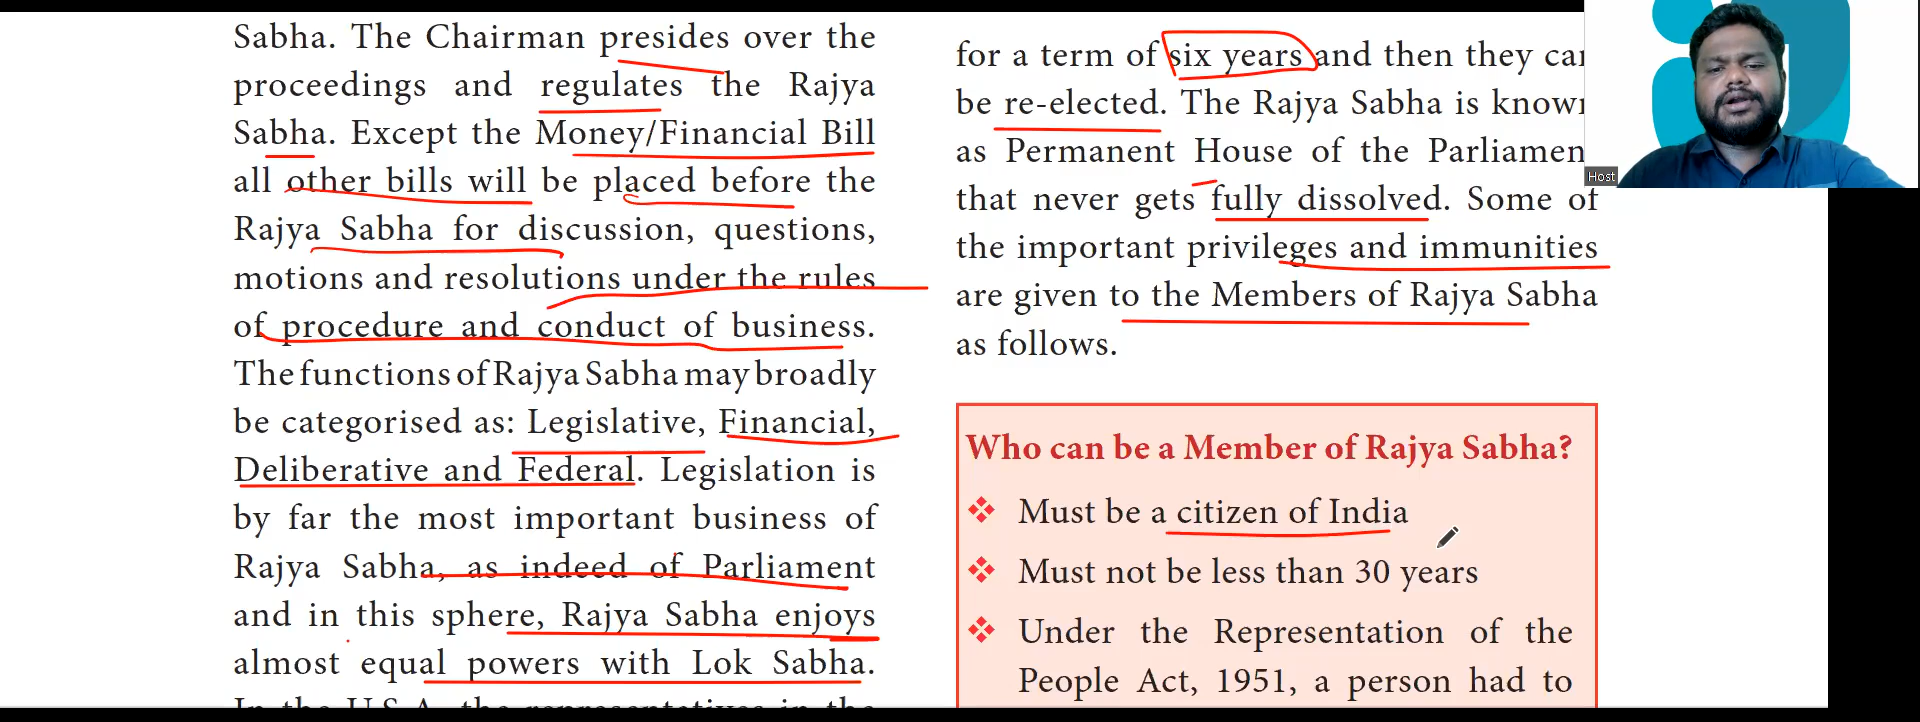 Sabha. The Chairman presides over the
proceedings and regulates the Rajya
Sabha. Except the Money/Financial Bill
all other bills will be placed before the
Rajya Sabha for discussion, questions,
motions and resolutions under the rules
of procedure and conduct of business.
The functions of Rajya Sabha may broadly
be categorised as: Legislative, Financial,
Deliberative and Federal. Legislation is
by far the most important business of
Rajya Sabha, as indeed of Parliament
and in this sphere, Rajya Sabha enjoys
almost equal powers with Lok Sabha.
In the U.S.A, the representatives in the
for a term of six years and then they can
be re-elected. The Rajya Sabha is known
as Permanent House of the Parliament
that never gets fully dissolved. Some of
the important privileges and immunities
are given to the Members of Rajya Sabha
as follows.
Who can be a Member of Rajya Sabha?
❖ Must be a citizen of India
❖ Must not be less than 30 years
❖ Under the Representation of the
People Act, 1951, a person had to
Host